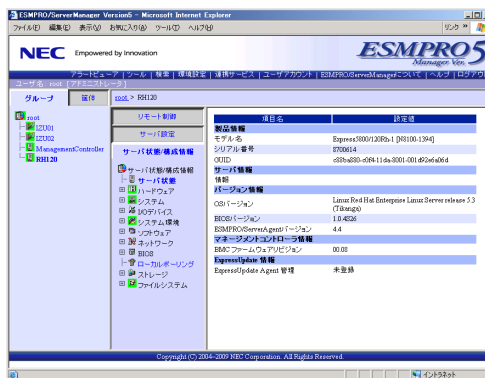 ESMPRO/ServerManager Version5 - Microsoft Internet Explorer
ファイル(F) 編集(E) 表示(V) お気に入り(A) ツール(T) ヘルプ(H)
リンク »
NEC Empowered by Innovation
ESMPRO5
Manager Ver.
アラートビューア | ツール | 検索 | 環境設定 | 連携サービス | ユーザアカウント | ESMPRO/ServerManagerについて | ヘルプ | ログアウ
ユーザ名: root [アドミニストレータ]
グループ 筐体
root > RH120
root
IZU01
IZU02
ManagementController
RH120
リモート制御
サーバ設定
サーバ状態/構成情報
サーバ状態/構成情報
サーバ状態
ハードウェア
システム
I/Oデバイス
システム環境
ソフトウェア
ネットワーク
BIOS
ローカルポーリング
ストレージ
ファイルシステム
項目名 設定値
製品情報
モデル名 Express5800/120Rh-1 [N8100-1394]
シリアル番号 8700614
GUID
サーバ情報
情報
バージョン情報
OSバージョン Linux Red Hat Enterprise Linux Server release 5.3 (Tikanga)
BIOSバージョン 1.0.4S26
ESMPRO/ServerAgentバージョン 4.4
マネージメントコントローラ情報
BMC ファームウェアリビジョン 00.08
ExpressUpdate 情報
ExpressUpdate Agent 管理 未登録
Copyright (C) 2004-2009 NEC Corporation. All Rights Reserved.
イントラネット